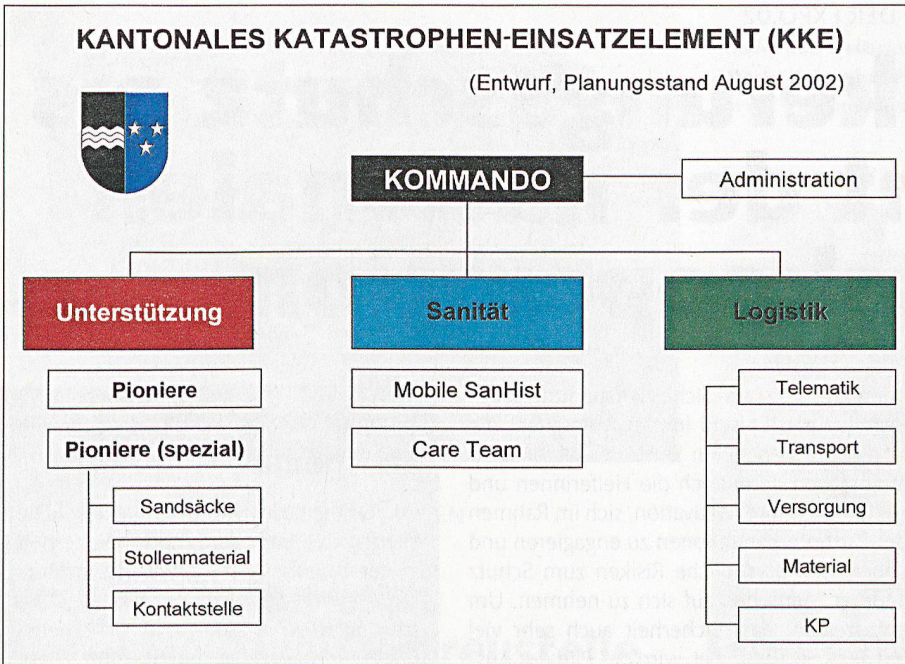 KANTONALES KATASTROPHEN-EINSATZELEMENT (KKE)
(Entwurf, Planungsstand August 2002)
KOMMANDO
Administration
Unterstützung
Sanität
Logistik
Pioniere
Pioniere (spezial)
Sandsäcke
Stollenmaterial
Kontaktstelle
Mobile SanHist
Care Team
Telematik
Transport
Versorgung
Material
KP